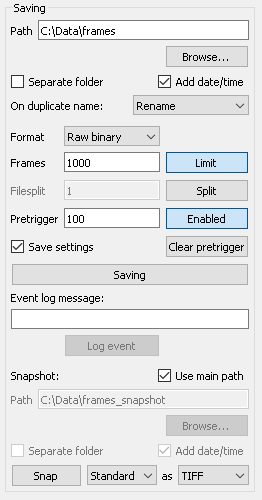 Saving
Path C:\Data\frames
Browse...
Separate folder Add date/time
On duplicate name: Rename
Format Raw binary
Frames 1000 Limit
Filesplit 1 Split
Pretrigger 100 Enabled
Save settings Clear pretrigger
Saving
Event log message:
Log event
Snapshot: Use main path
Path C:\Data\frames_snapshot
Browse...
Separate folder Add date/time
Snap Standard as TIFF